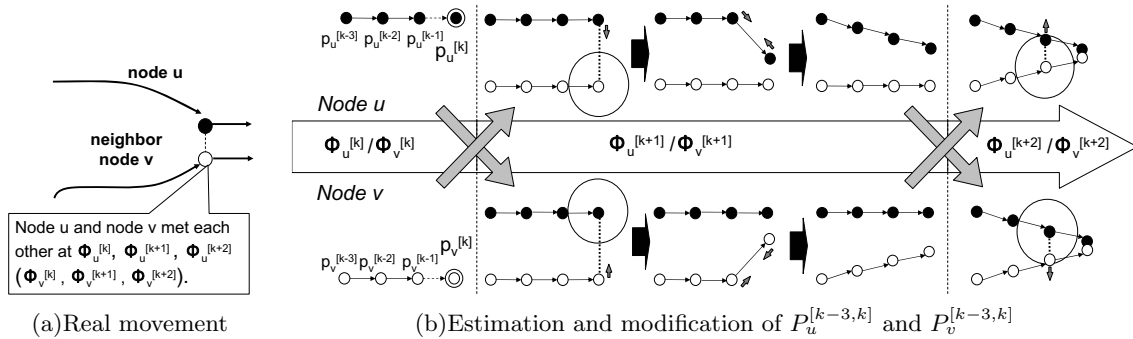 node u
neighbor
node v
Node u and node v met each
other at Φu[k], Φu[k+1] , Φu[k+2]
(Φv[k] , Φv[k+1] , Φv[k+2]).
(a)Real movement
pu[k-3] pu[k-2] pu[k-1] pu[k]
Node u
Φu[k] / Φv[k]
Φu[k+1] / Φv[k+1]
Φu[k+2] / Φv[k+2]
Node v
pv[k-3] pv[k-2] pv[k-1] pv[k]
(b)Estimation and modification of Pu[k−3,k] and Pv[k−3,k]